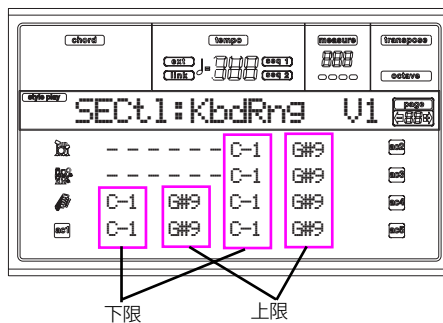 chord tempo measure transpose
ext ♩= seq 1
link seq 2
octave
style play SECtl:KbdRng V1 page
------ C-1 G#9 ac2
------ C-1 G#9 ac3
C-1 G#9 C-1 G#9 ac4
ac1 C-1 G#9 C-1 G#9 ac5
下限 上限